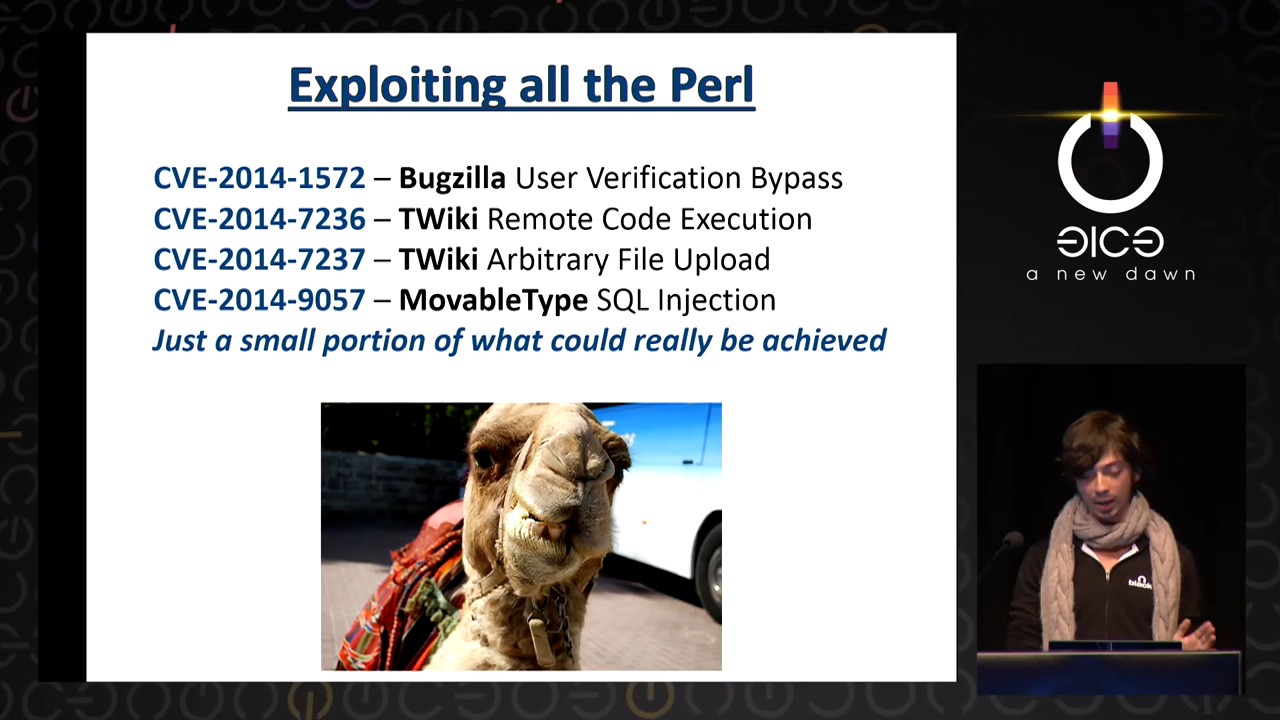 Exploiting all the Perl
CVE-2014-1572 – Bugzilla User Verification Bypass
CVE-2014-7236 – TWiki Remote Code Execution
CVE-2014-7237 – TWiki Arbitrary File Upload
CVE-2014-9057 – MovableType SQL Injection
Just a small portion of what could really be achieved
a new dawn
black